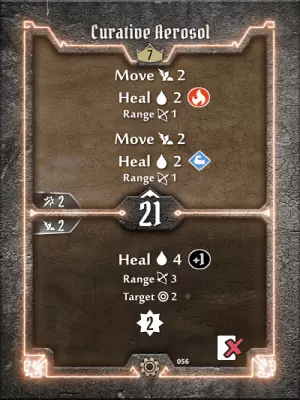 Curative Aerosol
7
Move 2
Heal 2
Range 1
Move 2
Heal 2
Range 1
2
21
2
Heal 4 +1
Range 3
Target 2
2
056